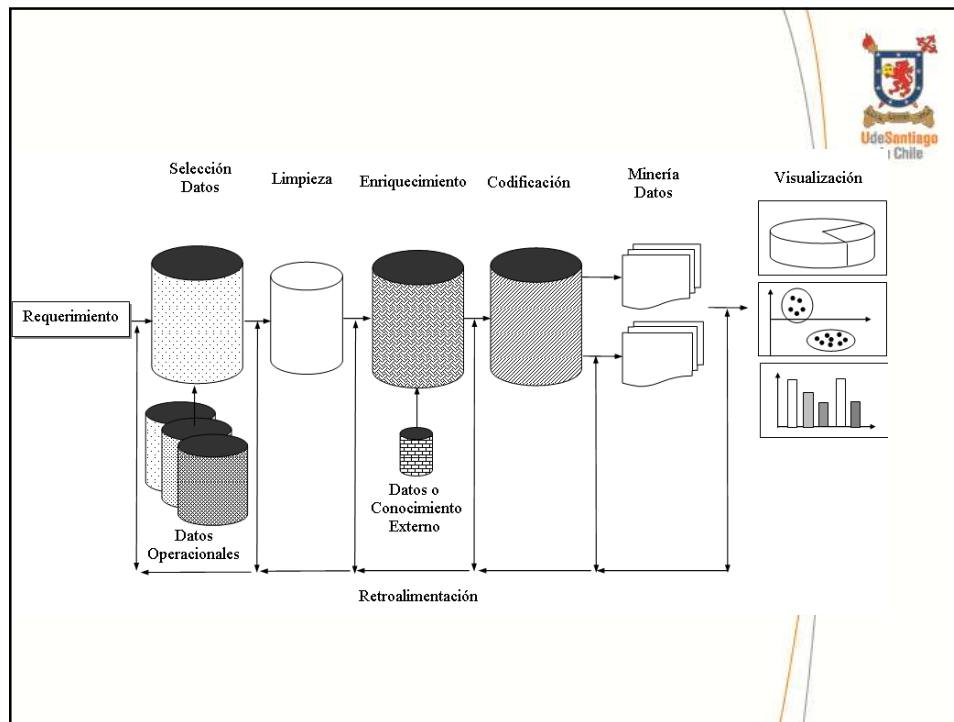 UdeSantiago
Chile
Selección
Datos
Limpieza
Enriquecimiento
Codificación
Minería
Datos
Visualización
Requerimiento
Datos o
Conocimiento
Externo
Datos
Operacionales
Retroalimentación